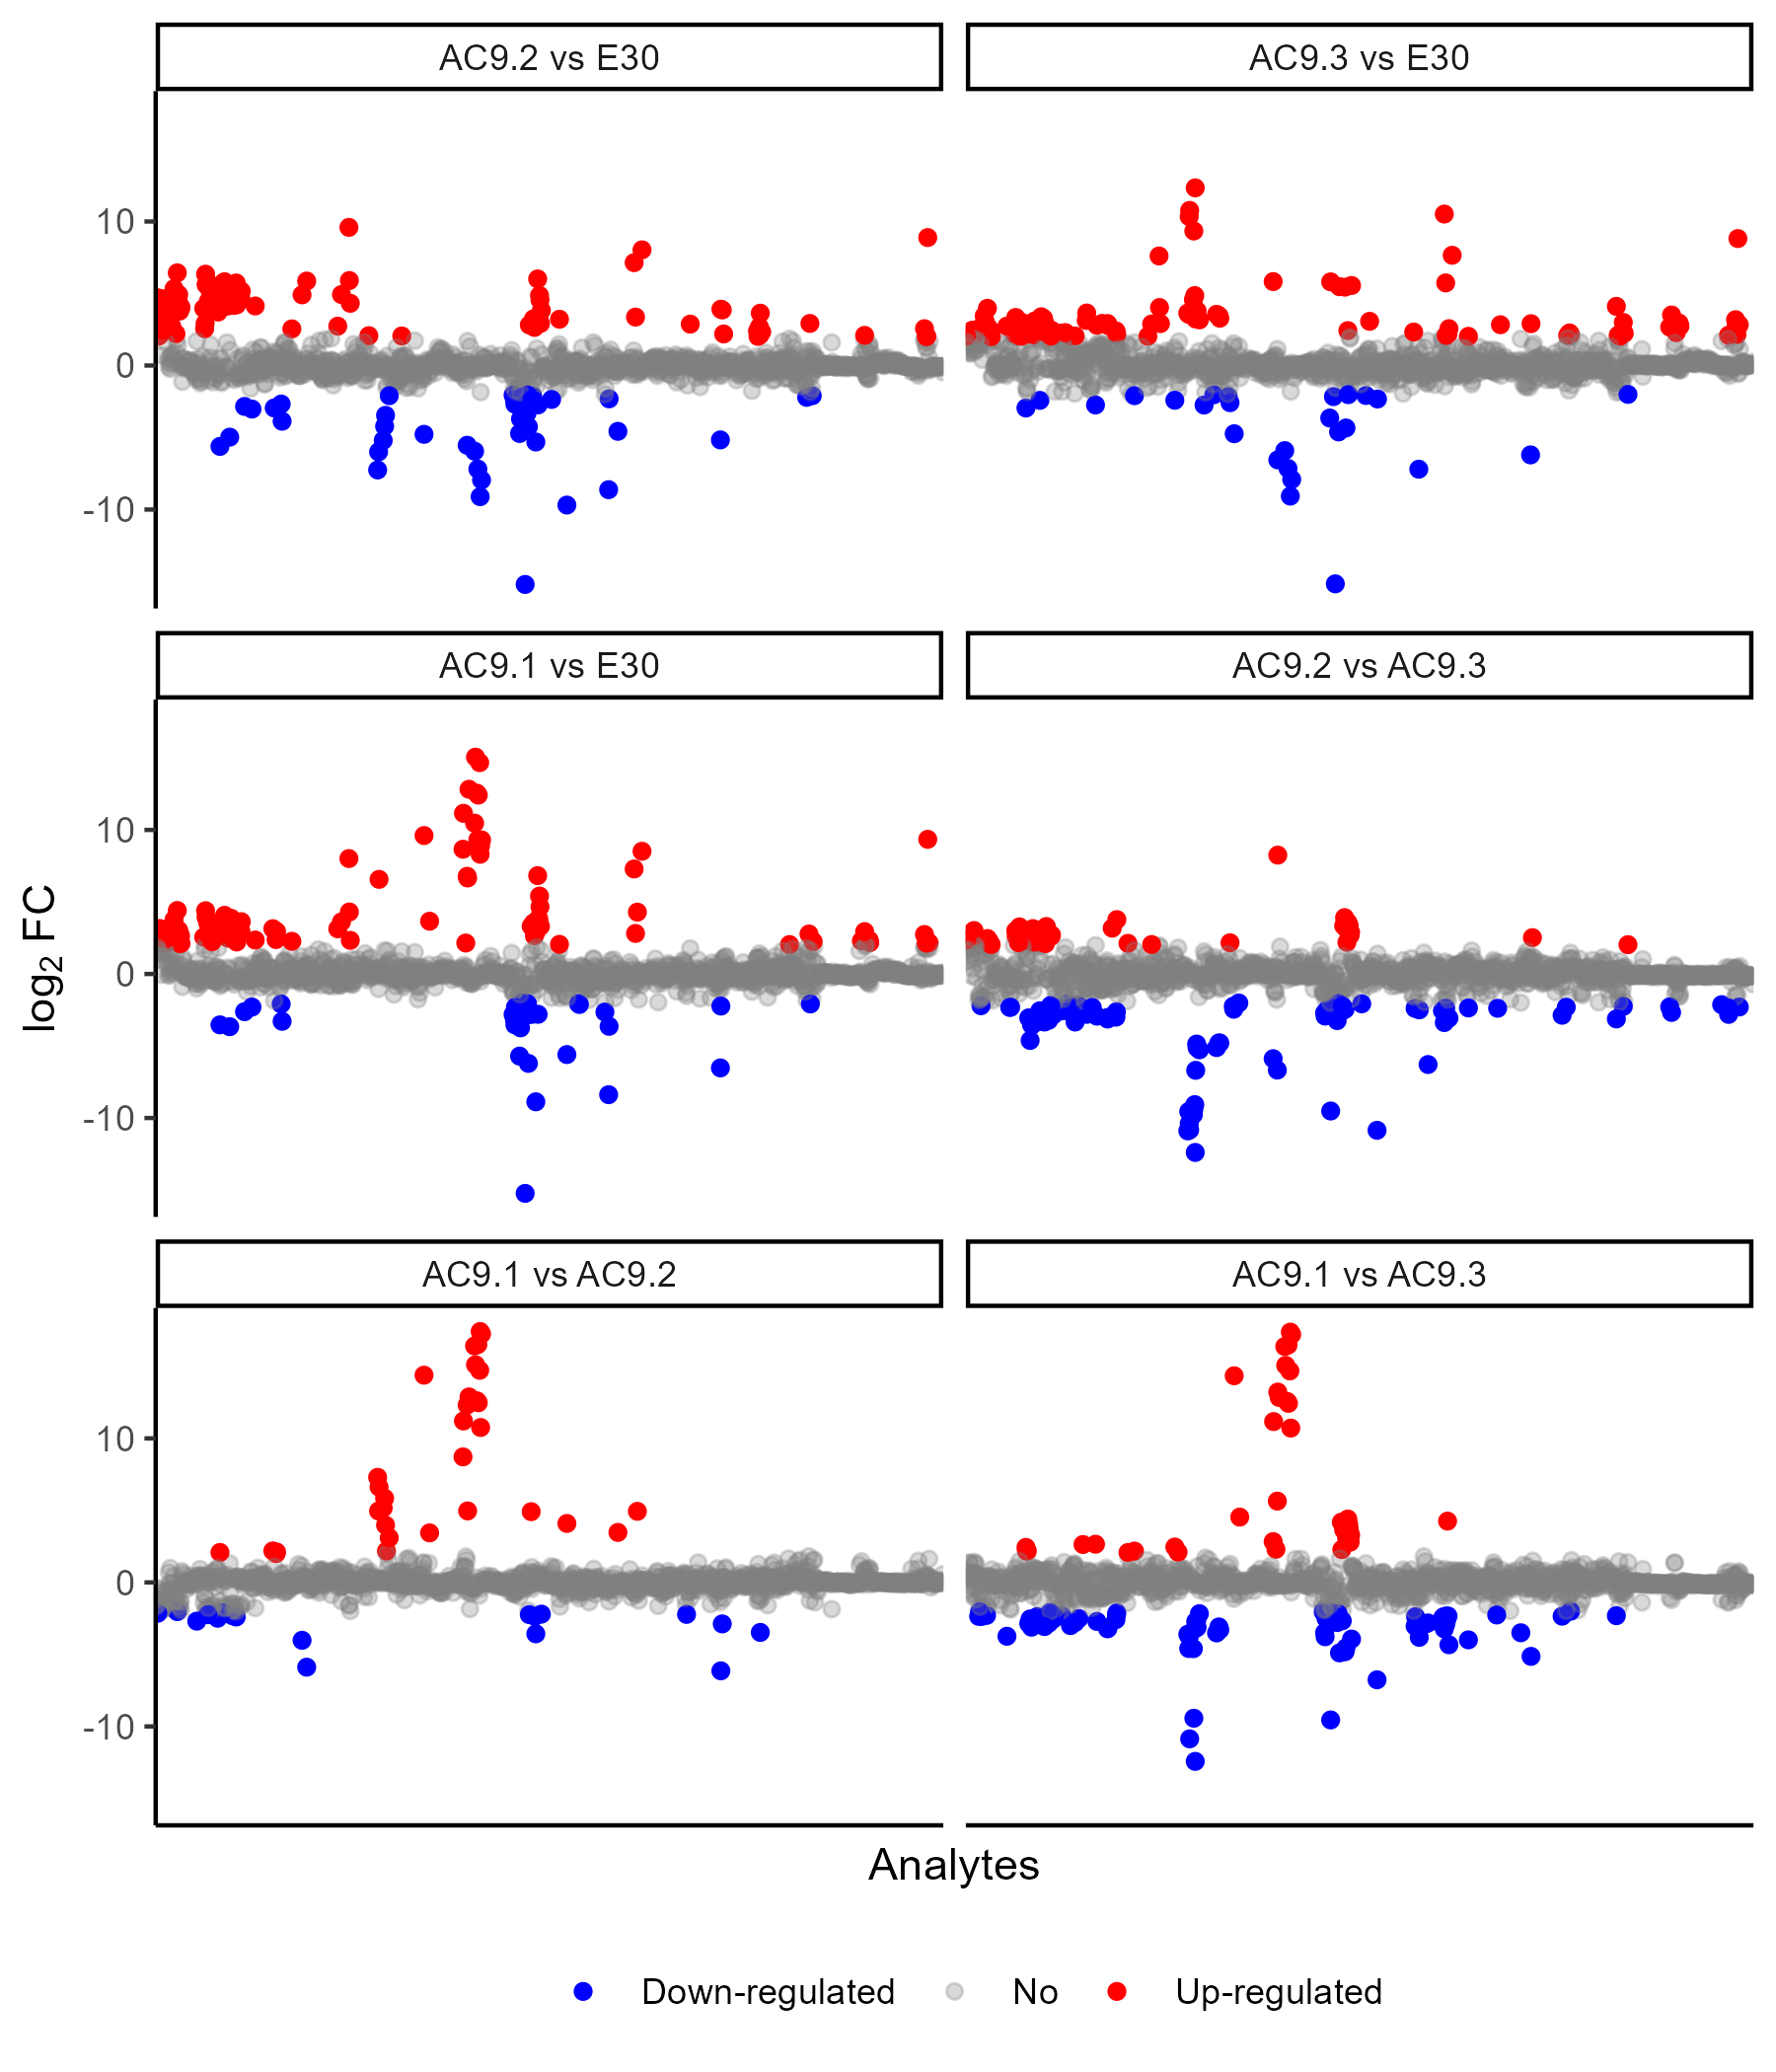 AC9.2 vs E30
AC9.3 vs E30
10
0
-10
AC9.1 vs E30
AC9.2 vs AC9.3
10
0
-10
AC9.1 vs AC9.2
AC9.1 vs AC9.3
10
0
-10
log₂ FC
Analytes
Down-regulated
No
Up-regulated